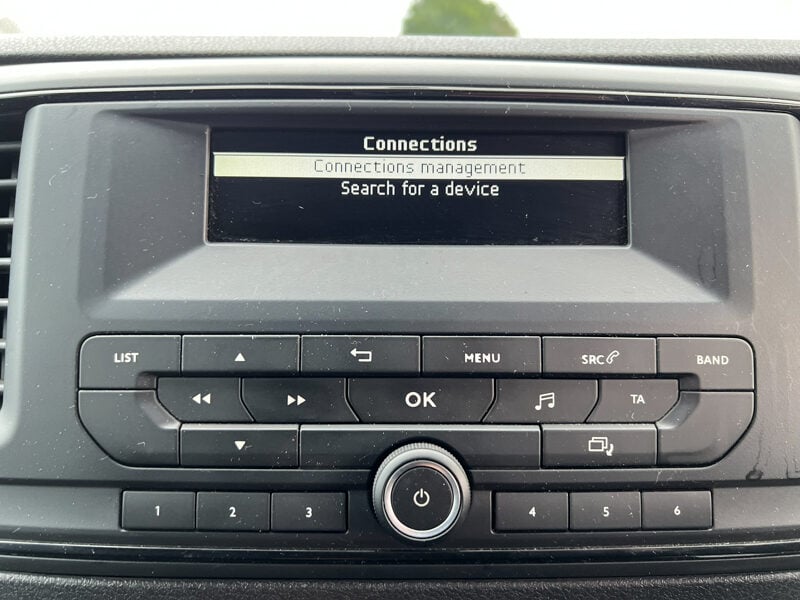 Connections
Connections management
Search for a device
LIST
MENU
SRC
BAND
OK
TA
1
2
3
4
5
6